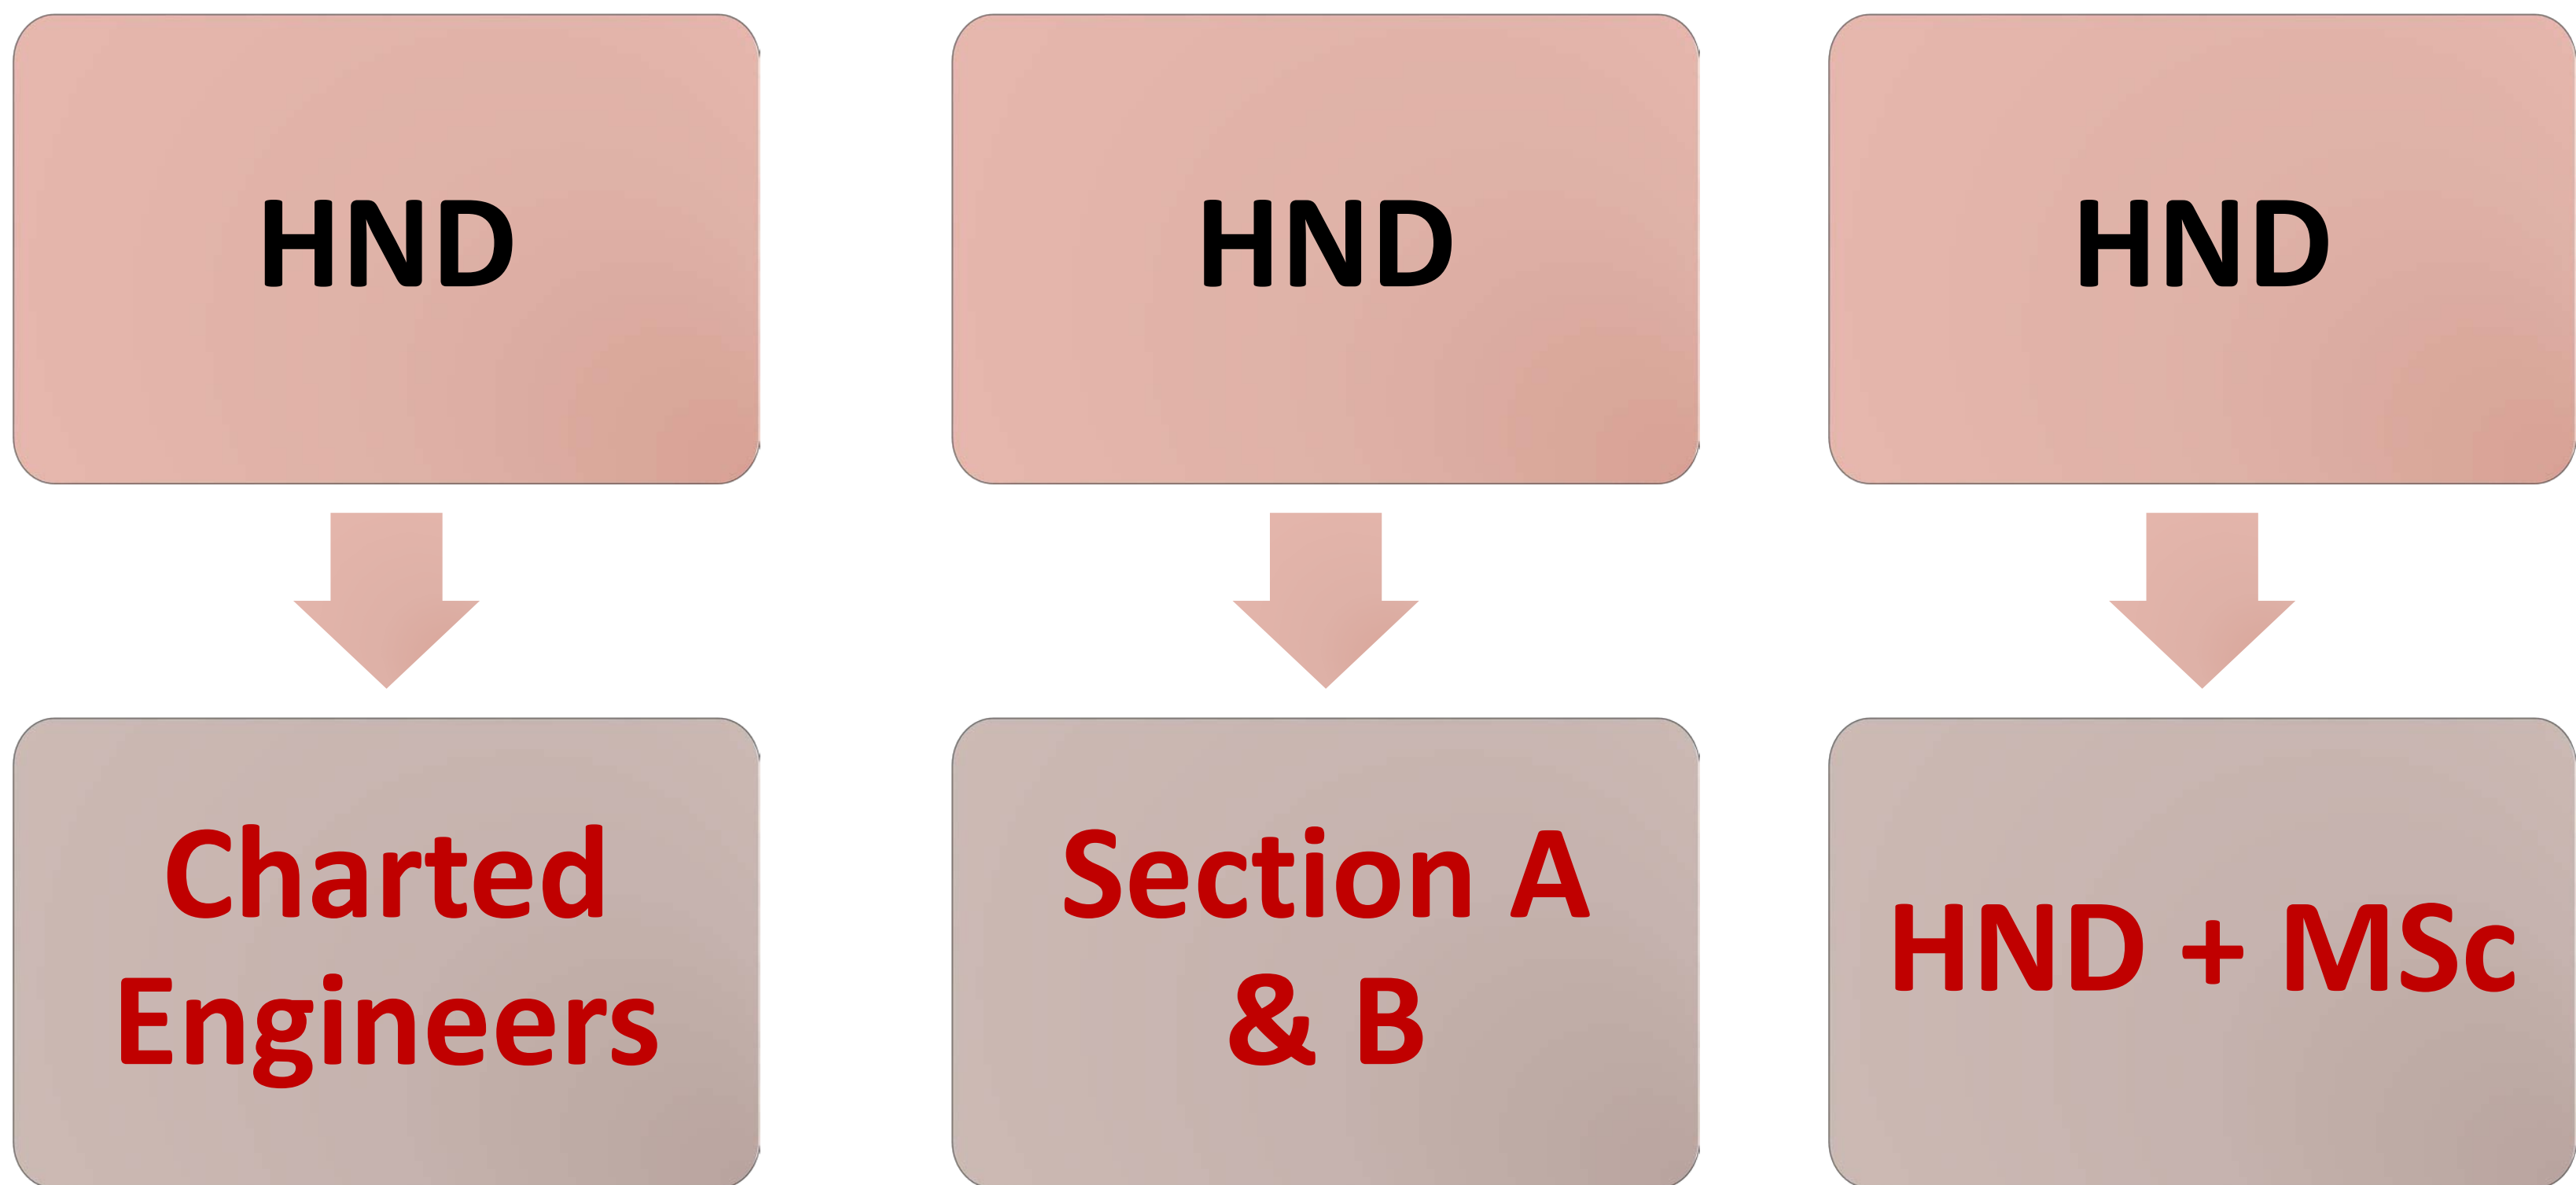 HND
HND
HND
Charted
Engineers
Section A
& B
HND + MSc